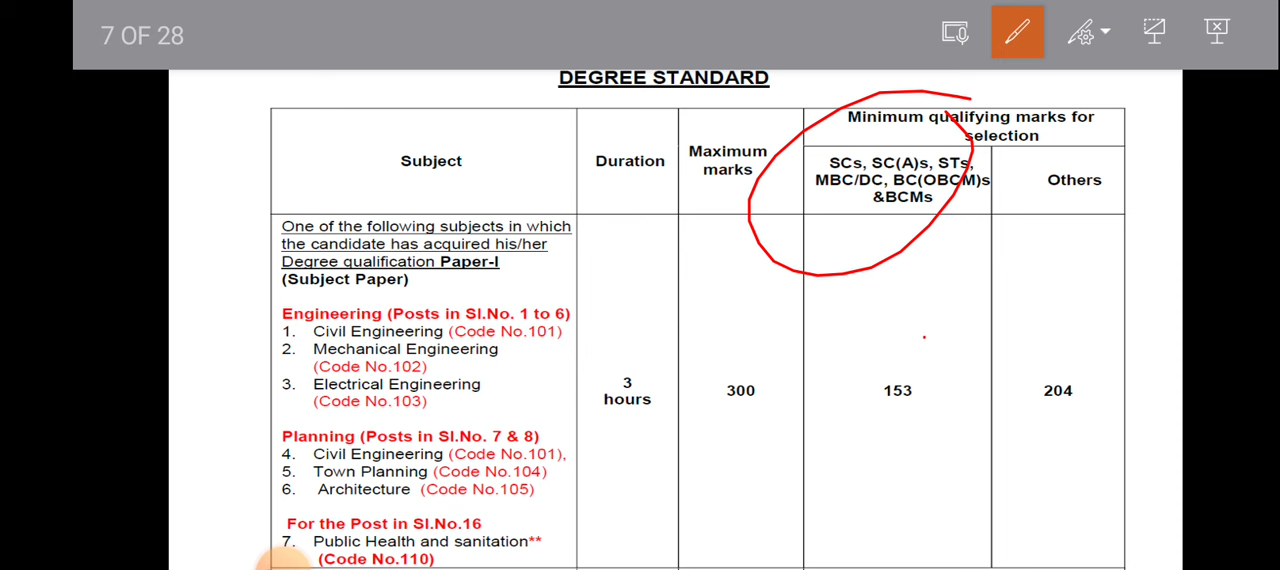 7 OF 28
DEGREE STANDARD
Subject
Duration
Maximum
marks
Minimum qualifying marks for
selection
SCs, SC(A)s, STs,
MBC/DC, BC(OBCM)s
&BCMs
Others
One of the following subjects in which
the candidate has acquired his/her
Degree qualification Paper-I
(Subject Paper)
Engineering (Posts in Sl.No. 1 to 6)
1. Civil Engineering (Code No.101)
2. Mechanical Engineering
(Code No.102)
3. Electrical Engineering
(Code No.103)
Planning (Posts in Sl.No. 7 & 8)
4. Civil Engineering (Code No.101),
5. Town Planning (Code No.104)
6. Architecture (Code No.105)
For the Post in Sl.No.16
7. Public Health and sanitation**
(Code No.110)
3
hours
300
153
204